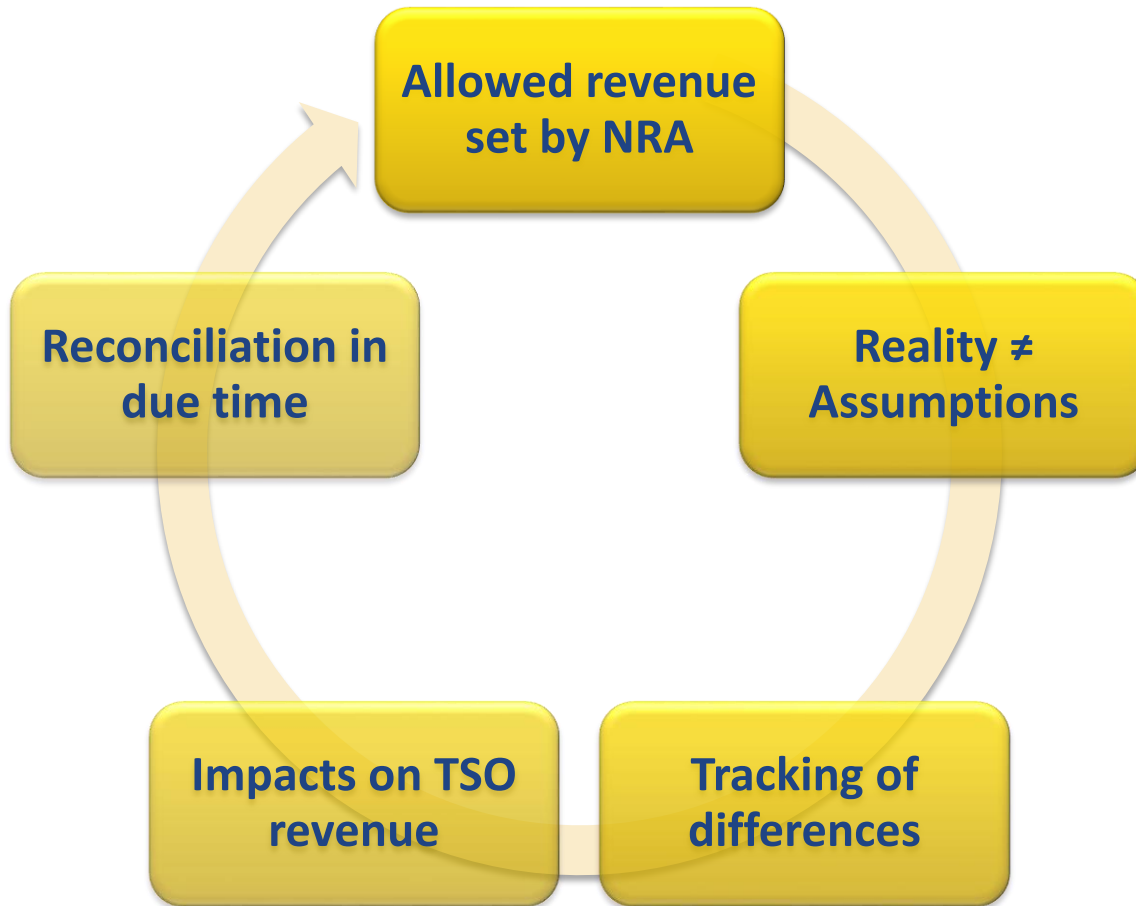 Allowed revenue
set by NRA
Reality ≠
Assumptions
Tracking of
differences
Impacts on TSO
revenue
Reconciliation in
due time